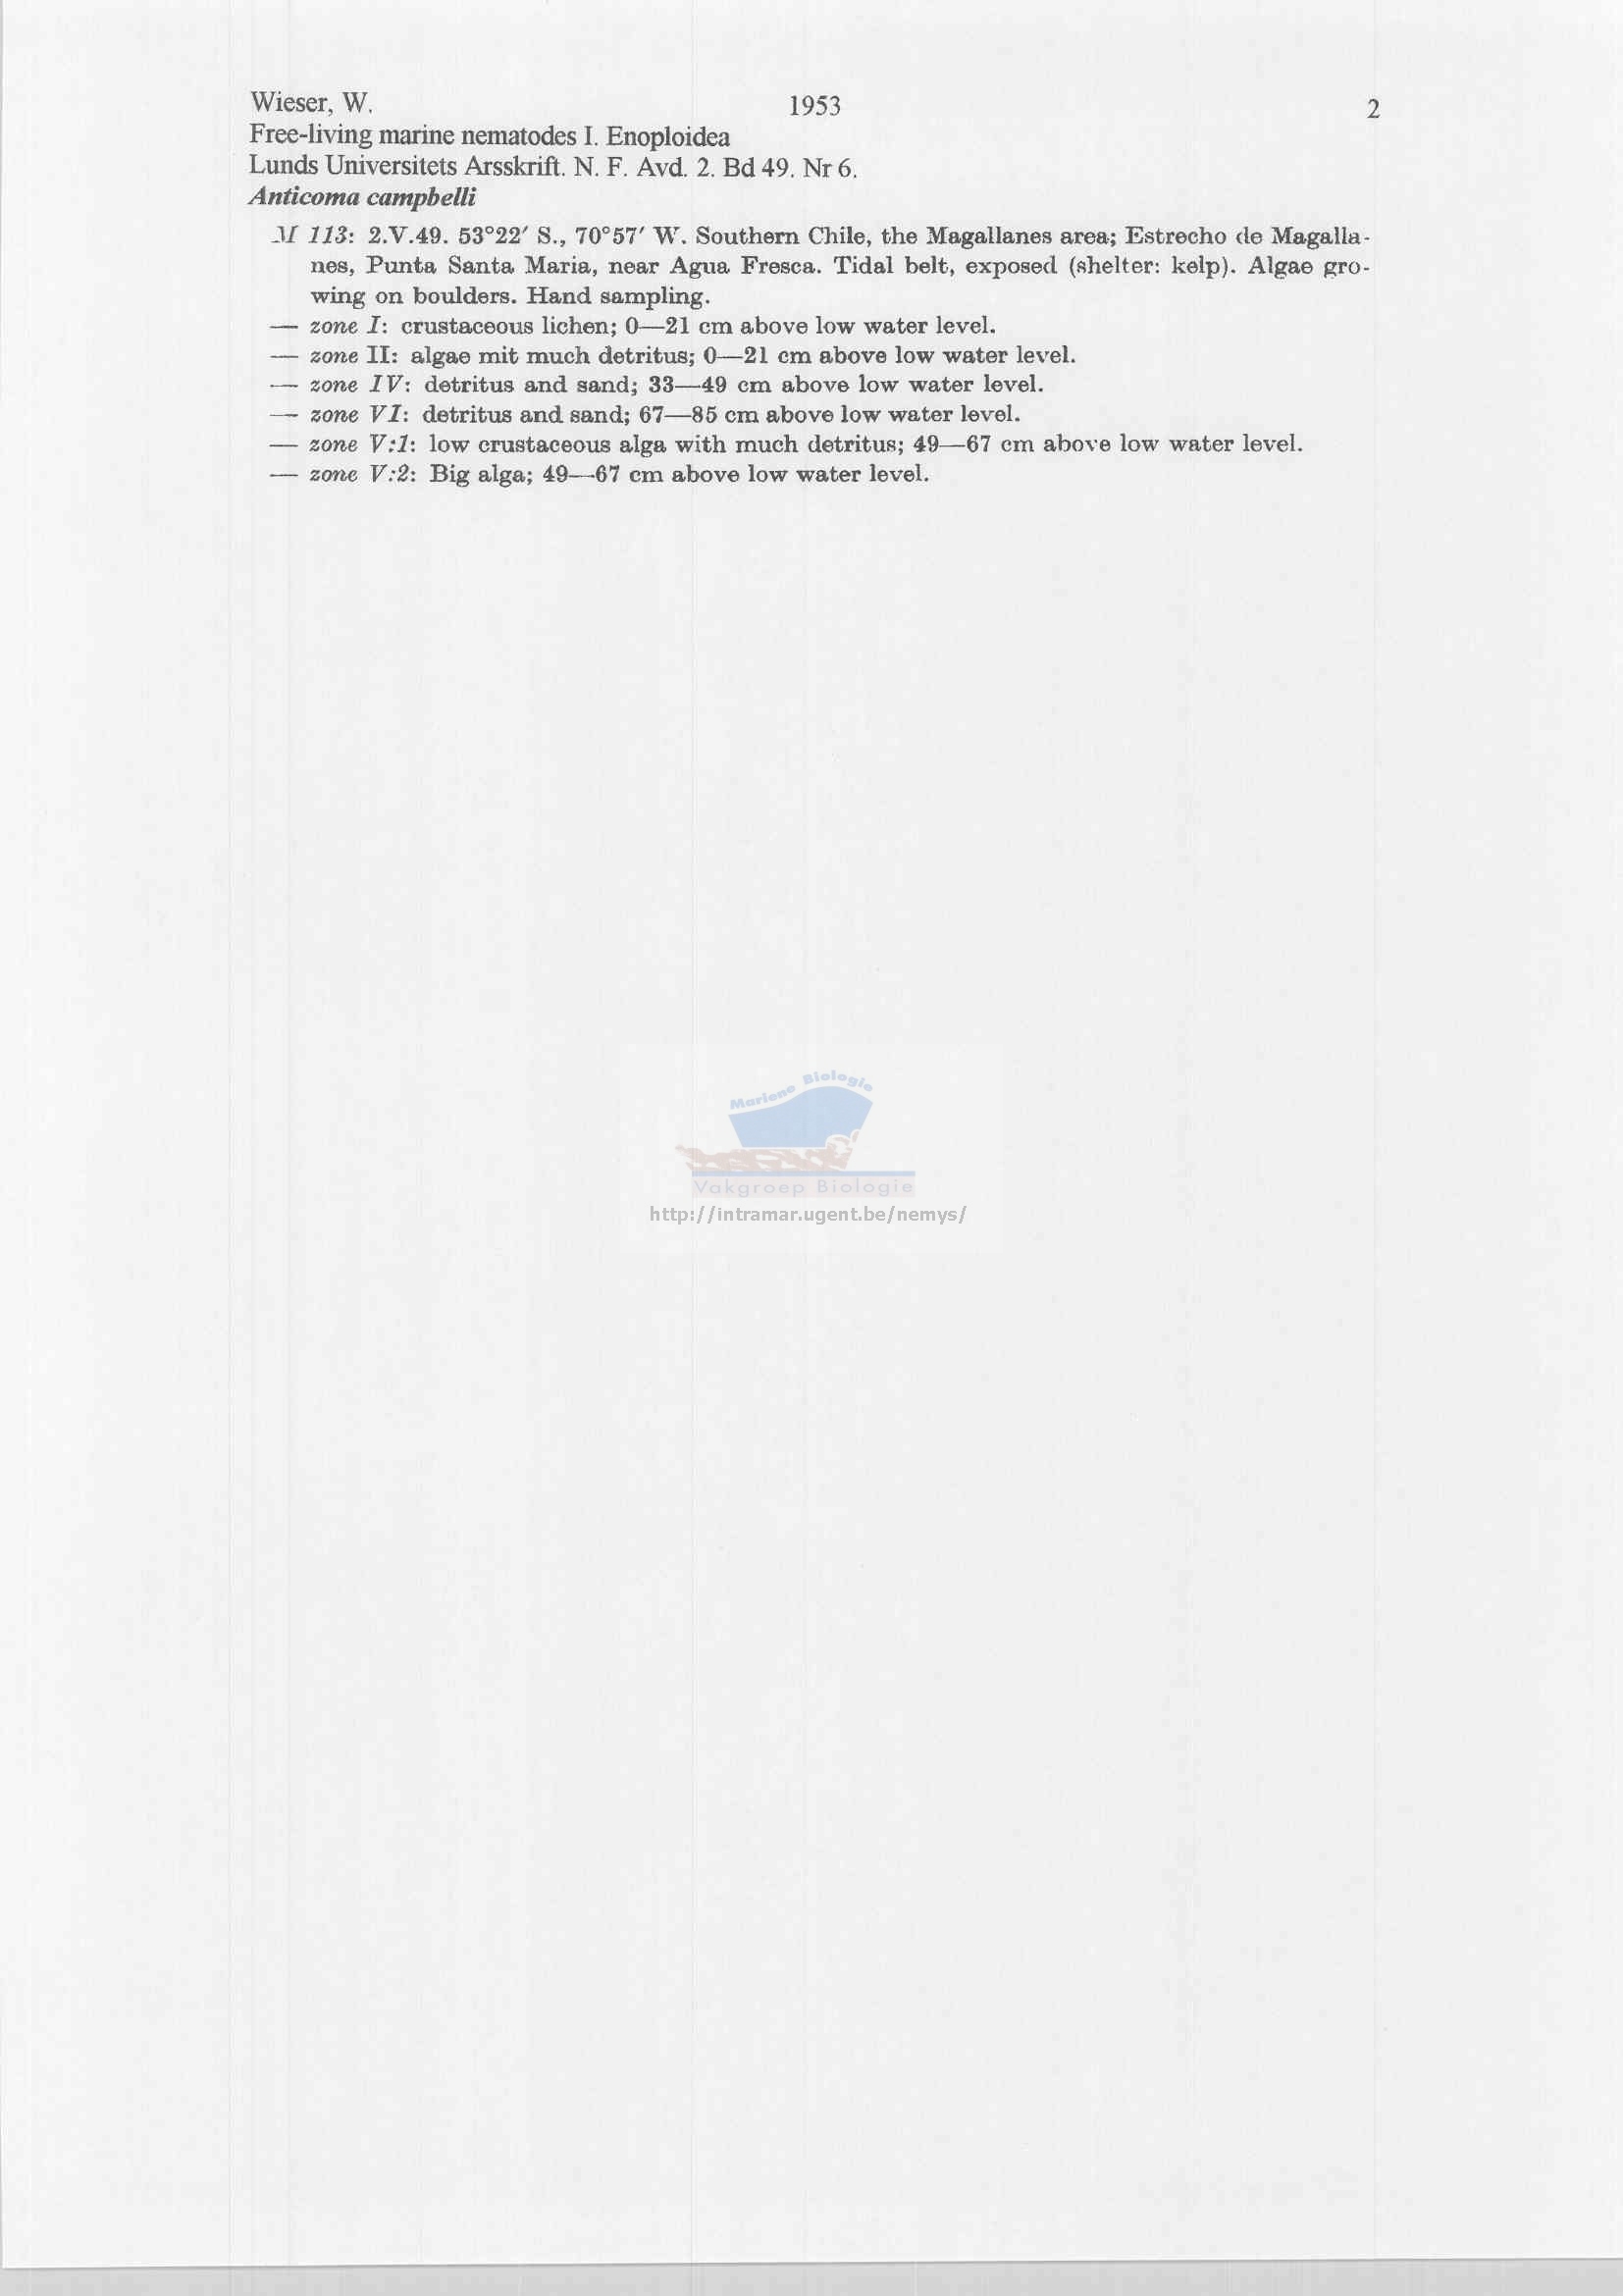 Wieser, W. 1953 2
Free-living marine nematodes I. Enoploidea
Lunds Universitets Arsskrift. N. F. Avd. 2. Bd 49. Nr 6.
Anticoma campbelli
M 113: 2.V.49. 53°22′ S., 70°57′ W. Southern Chile, the Magallanes area; Estrecho de Magalla-
nes, Punta Santa Maria, near Agua Fresca. Tidal belt, exposed (shelter: kelp). Algae gro-
wing on boulders. Hand sampling.
— zone I: crustaceous lichen; 0—21 cm above low water level.
— zone II: algae mit much detritus; 0—21 cm above low water level.
— zone IV: detritus and sand; 33—49 cm above low water level.
— zone VI: detritus and sand; 67—85 cm above low water level.
— zone V:1: low crustaceous alga with much detritus; 49—67 cm above low water level.
— zone V:2: Big alga; 49—67 cm above low water level.
Mariene Biologie
Vakgroep Biologie
http://intramar.ugent.be/nemys/